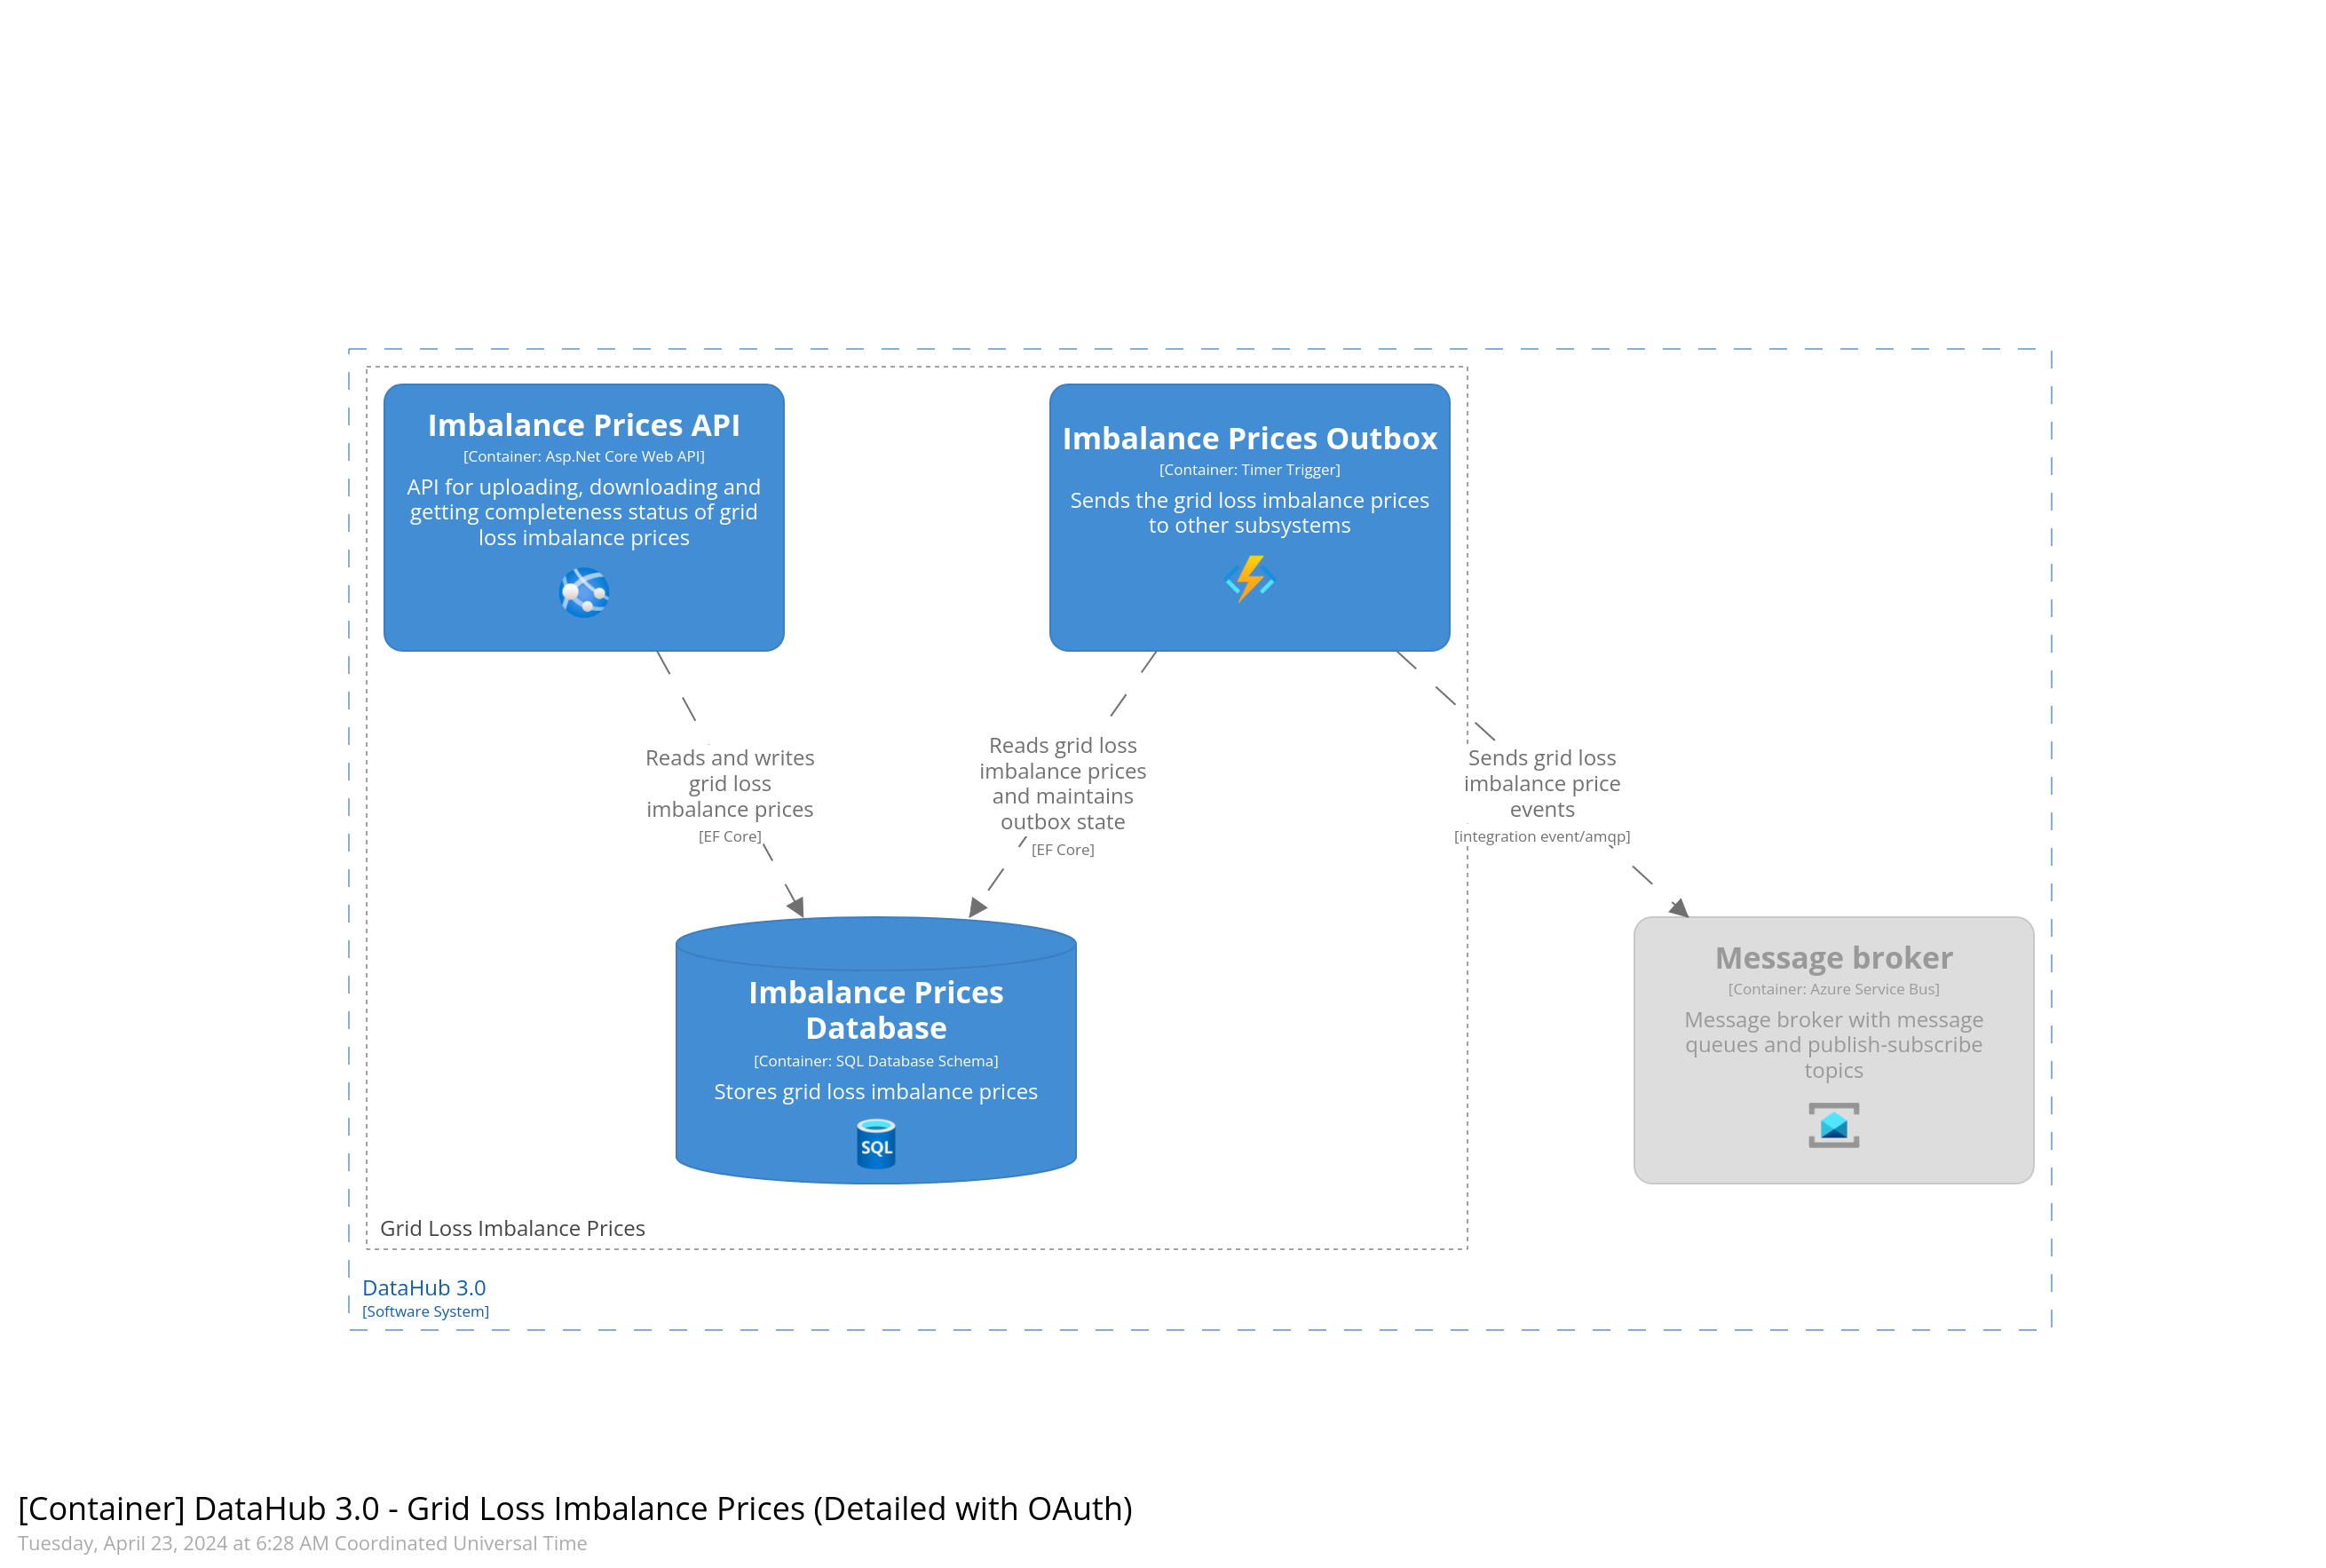 Imbalance Prices API
[Container: Asp.Net Core Web API]
API for uploading, downloading and
getting completeness status of grid
loss imbalance prices
Imbalance Prices Outbox
[Container: Timer Trigger]
Sends the grid loss imbalance prices
to other subsystems
Reads and writes
grid loss
imbalance prices
[EF Core]
Reads grid loss
imbalance prices
and maintains
outbox state
[EF Core]
Sends grid loss
imbalance price
events
[integration event/amqp]
Imbalance Prices
Database
[Container: SQL Database Schema]
Stores grid loss imbalance prices
SQL
Message broker
[Container: Azure Service Bus]
Message broker with message
queues and publish-subscribe
topics
Grid Loss Imbalance Prices
DataHub 3.0
[Software System]
[Container] DataHub 3.0 - Grid Loss Imbalance Prices (Detailed with OAuth)
Tuesday, April 23, 2024 at 6:28 AM Coordinated Universal Time